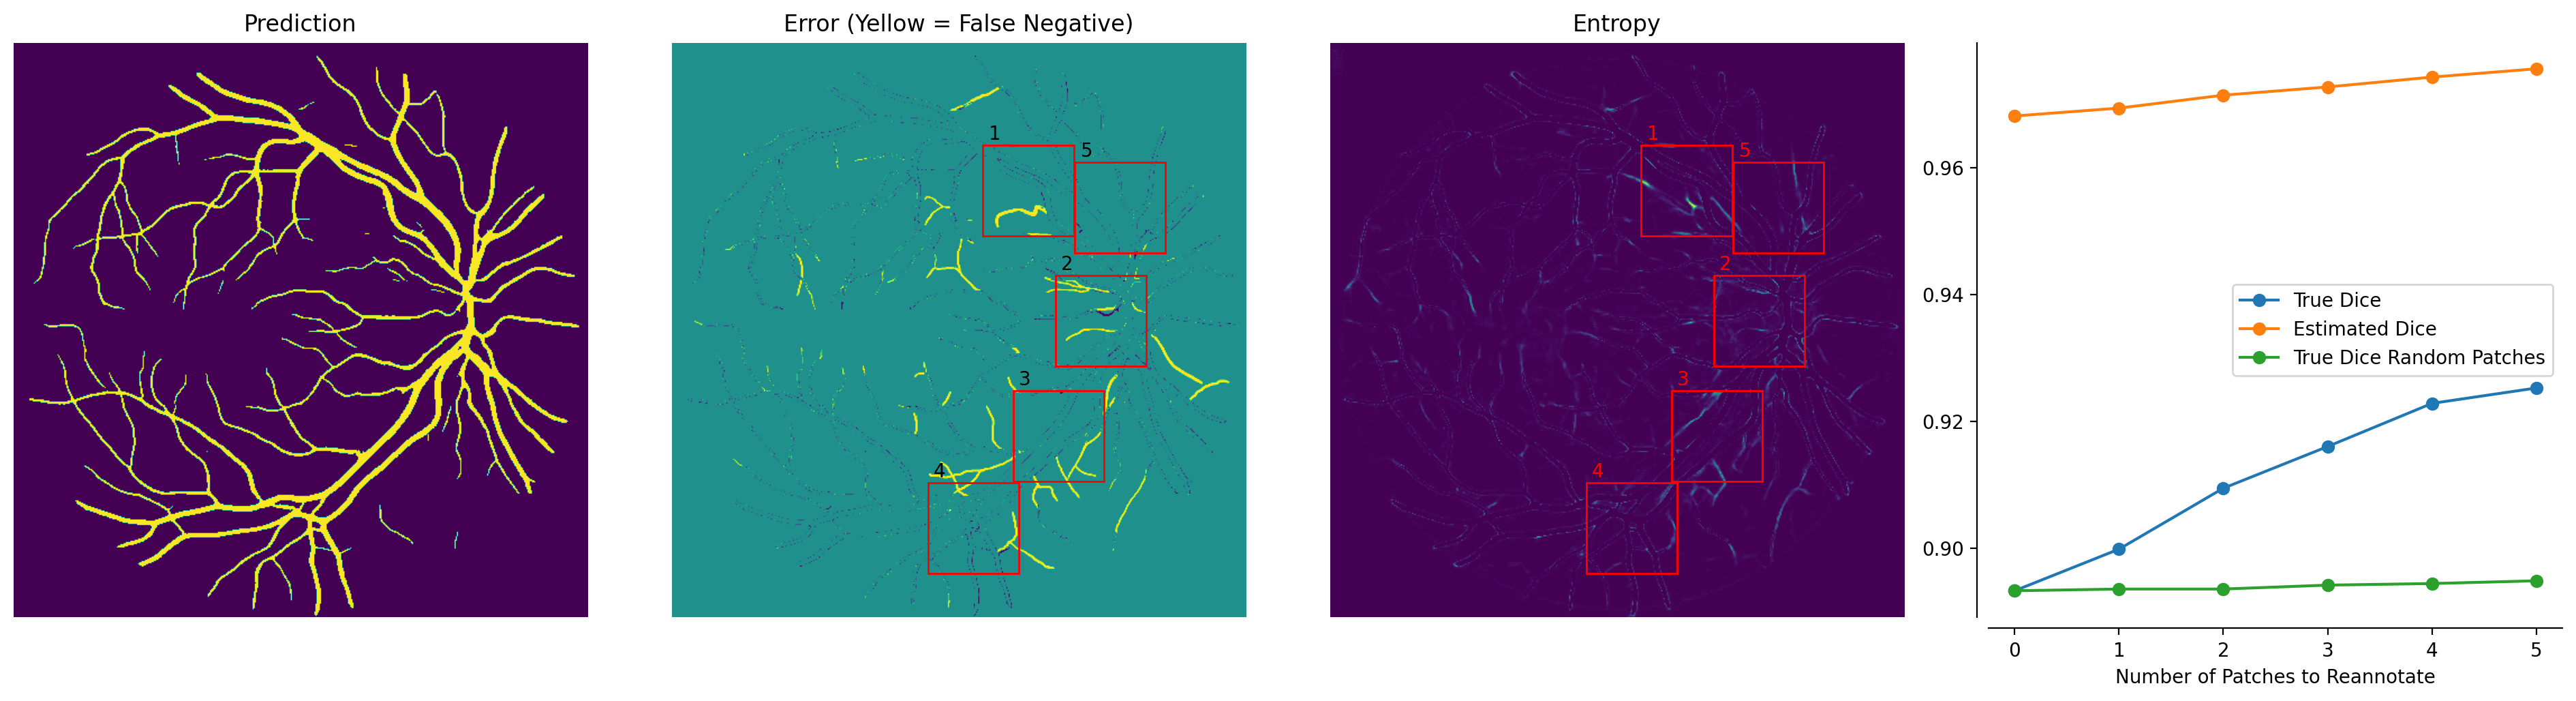 Prediction
Error (Yellow = False Negative)
1
5
2
3
4
Entropy
1
5
2
3
4
0.96
0.94
0.92
0.90
True Dice
Estimated Dice
True Dice Random Patches
0 1 2 3 4 5
Number of Patches to Reannotate